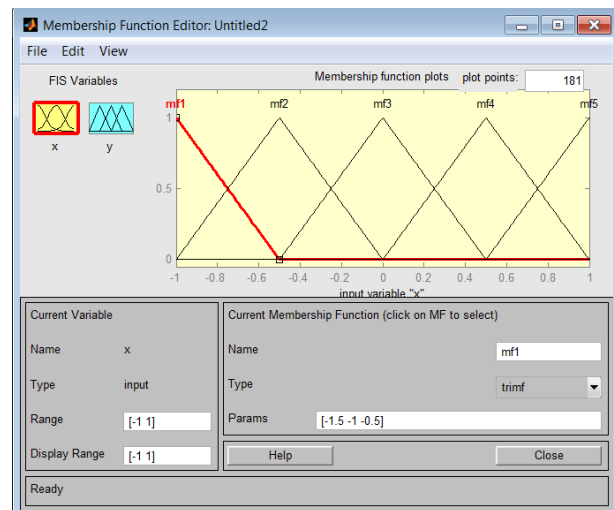 Membership Function Editor: Untitled2
File Edit View
FIS Variables
Membership function plots plot points: 181
mf1 mf2 mf3 mf4 mf5
1
0.5
0
x y
-1 -0.8 -0.6 -0.4 -0.2 0 0.2 0.4 0.6 0.8 1
input variable "x"
Current Variable
Name x
Type input
Range [-1 1]
Display Range [-1 1]
Current Membership Function (click on MF to select)
Name mf1
Type trimf
Params [-1.5 -1 -0.5]
Help Close
Ready